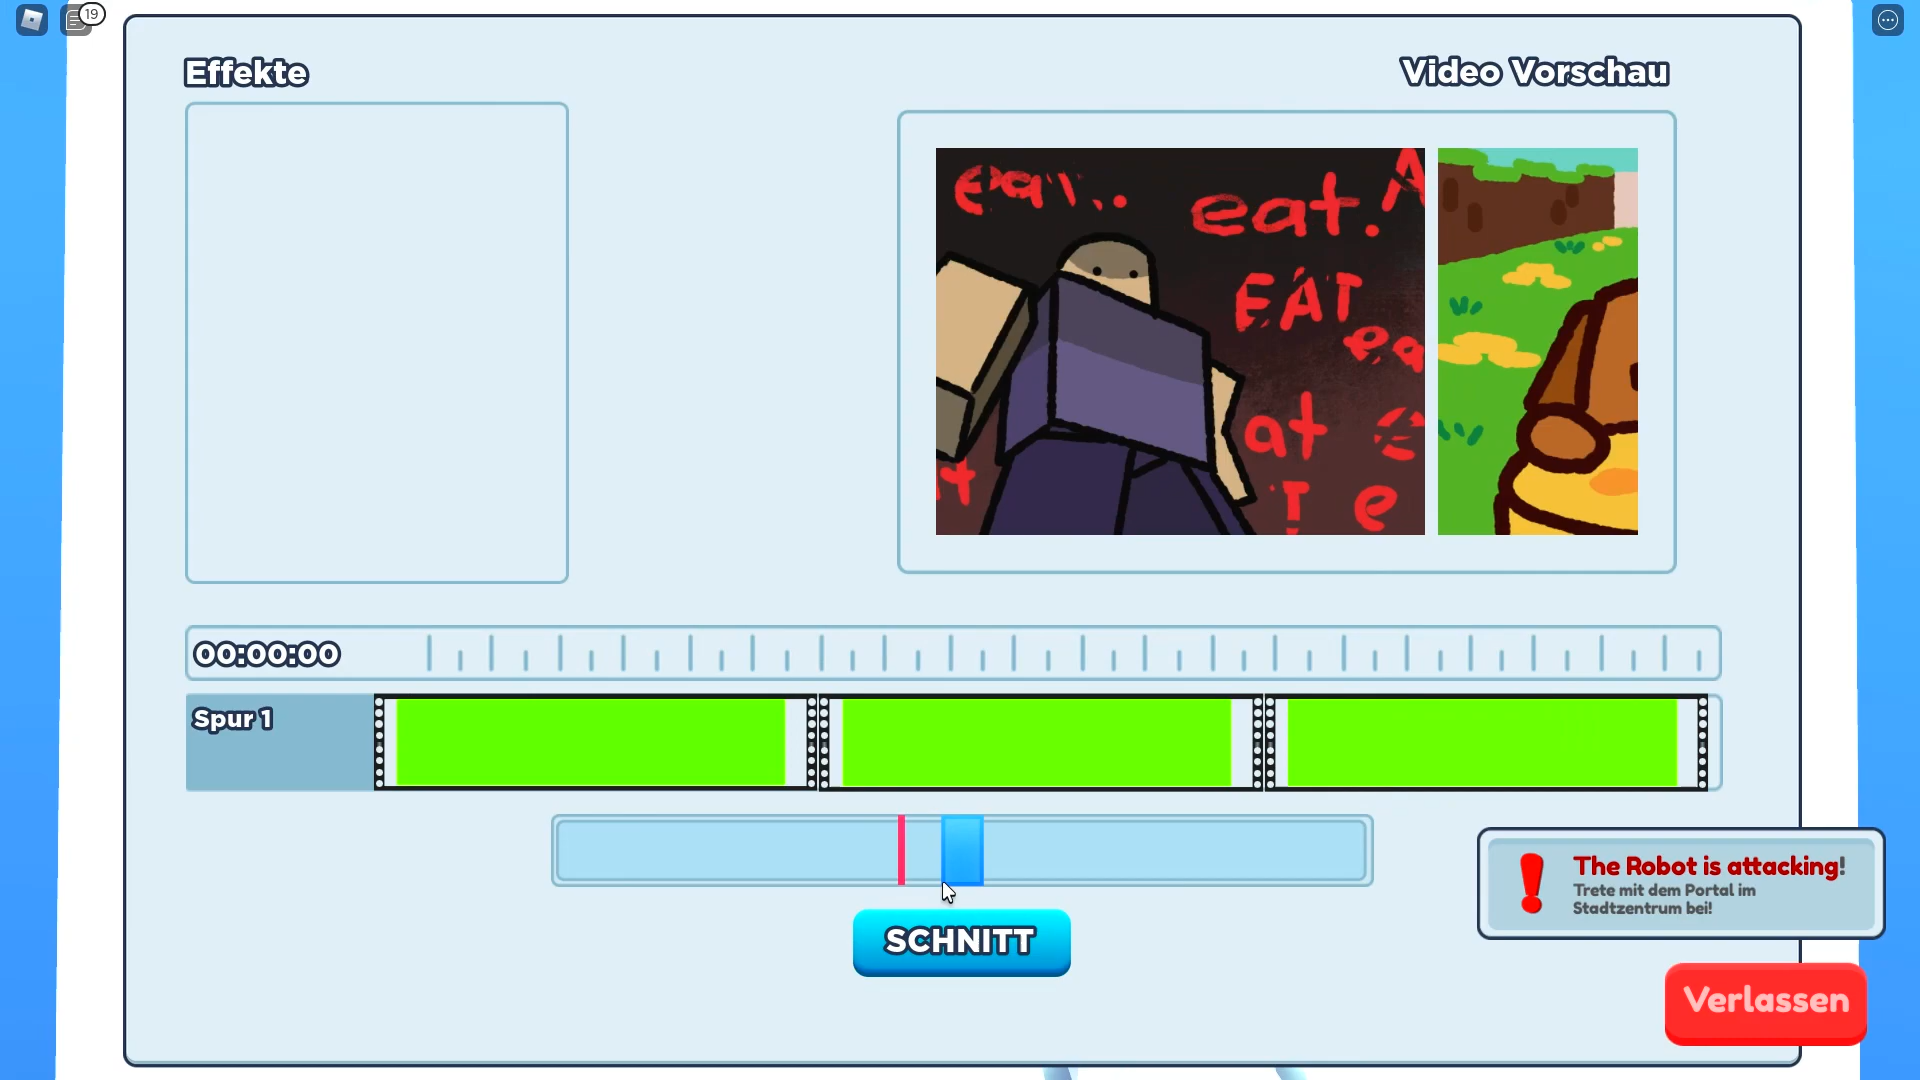 19
Effekte
Video Vorschau
eat..
eat.
EAT
at
e
00:00:00
Spur 1
The Robot is attacking!
Trete mit dem Portal im
Stadtzentrum bei!
SCHNITT
Verlassen